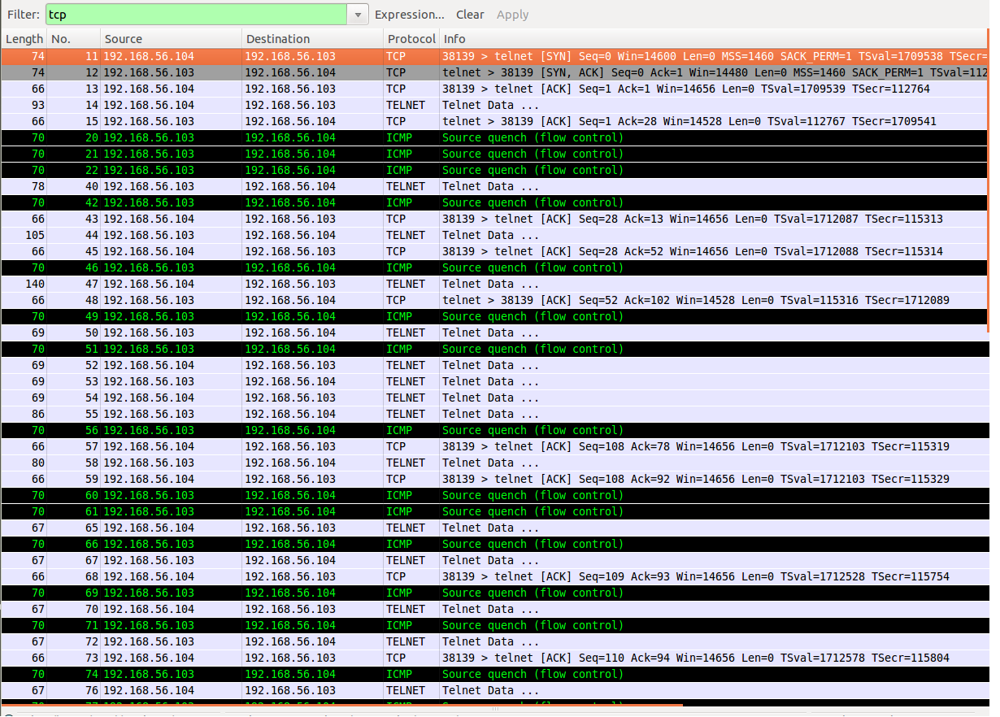 Filter: tcp Expression... Clear Apply
Length No. Source Destination Protocol Info
74 11 192.168.56.104 192.168.56.103 TCP 38139 > telnet [SYN] Seq=0 Win=14600 Len=0 MSS=1460 SACK_PERM=1 TSval=1709538 TSecr=
74 12 192.168.56.103 192.168.56.104 TCP telnet > 38139 [SYN, ACK] Seq=0 Ack=1 Win=14480 Len=0 MSS=1460 SACK_PERM=1 TSval=112
66 13 192.168.56.104 192.168.56.103 TCP 38139 > telnet [ACK] Seq=1 Ack=1 Win=14656 Len=0 TSval=1709539 TSecr=112764
93 14 192.168.56.104 192.168.56.103 TELNET Telnet Data ...
66 15 192.168.56.103 192.168.56.104 TCP telnet > 38139 [ACK] Seq=1 Ack=28 Win=14528 Len=0 TSval=112767 TSecr=1709541
70 20 192.168.56.103 192.168.56.104 ICMP Source quench (flow control)
70 21 192.168.56.103 192.168.56.104 ICMP Source quench (flow control)
70 22 192.168.56.103 192.168.56.104 ICMP Source quench (flow control)
78 40 192.168.56.103 192.168.56.104 TELNET Telnet Data ...
70 42 192.168.56.103 192.168.56.104 ICMP Source quench (flow control)
66 43 192.168.56.104 192.168.56.103 TCP 38139 > telnet [ACK] Seq=28 Ack=13 Win=14656 Len=0 TSval=1712087 TSecr=115313
105 44 192.168.56.103 192.168.56.104 TELNET Telnet Data ...
66 45 192.168.56.104 192.168.56.103 TCP 38139 > telnet [ACK] Seq=28 Ack=52 Win=14656 Len=0 TSval=1712088 TSecr=115314
70 46 192.168.56.103 192.168.56.104 ICMP Source quench (flow control)
140 47 192.168.56.104 192.168.56.103 TELNET Telnet Data ...
66 48 192.168.56.103 192.168.56.104 TCP telnet > 38139 [ACK] Seq=52 Ack=102 Win=14528 Len=0 TSval=115316 TSecr=1712089
70 49 192.168.56.103 192.168.56.104 ICMP Source quench (flow control)
69 50 192.168.56.103 192.168.56.104 TELNET Telnet Data ...
70 51 192.168.56.103 192.168.56.104 ICMP Source quench (flow control)
69 52 192.168.56.104 192.168.56.103 TELNET Telnet Data ...
69 53 192.168.56.103 192.168.56.104 TELNET Telnet Data ...
69 54 192.168.56.104 192.168.56.103 TELNET Telnet Data ...
86 55 192.168.56.103 192.168.56.104 TELNET Telnet Data ...
70 56 192.168.56.103 192.168.56.104 ICMP Source quench (flow control)
66 57 192.168.56.104 192.168.56.103 TCP 38139 > telnet [ACK] Seq=108 Ack=78 Win=14656 Len=0 TSval=1712103 TSecr=115319
80 58 192.168.56.103 192.168.56.104 TELNET Telnet Data ...
66 59 192.168.56.104 192.168.56.103 TCP 38139 > telnet [ACK] Seq=108 Ack=92 Win=14656 Len=0 TSval=1712103 TSecr=115329
70 60 192.168.56.103 192.168.56.104 ICMP Source quench (flow control)
70 61 192.168.56.103 192.168.56.104 ICMP Source quench (flow control)
67 65 192.168.56.104 192.168.56.103 TELNET Telnet Data ...
70 66 192.168.56.103 192.168.56.104 ICMP Source quench (flow control)
67 67 192.168.56.103 192.168.56.104 TELNET Telnet Data ...
66 68 192.168.56.104 192.168.56.103 TCP 38139 > telnet [ACK] Seq=109 Ack=93 Win=14656 Len=0 TSval=1712528 TSecr=115754
70 69 192.168.56.103 192.168.56.104 ICMP Source quench (flow control)
67 70 192.168.56.104 192.168.56.103 TELNET Telnet Data ...
70 71 192.168.56.103 192.168.56.104 ICMP Source quench (flow control)
67 72 192.168.56.103 192.168.56.104 TELNET Telnet Data ...
66 73 192.168.56.104 192.168.56.103 TCP 38139 > telnet [ACK] Seq=110 Ack=94 Win=14656 Len=0 TSval=1712578 TSecr=115804
70 74 192.168.56.103 192.168.56.104 ICMP Source quench (flow control)
67 76 192.168.56.104 192.168.56.103 TELNET Telnet Data ...